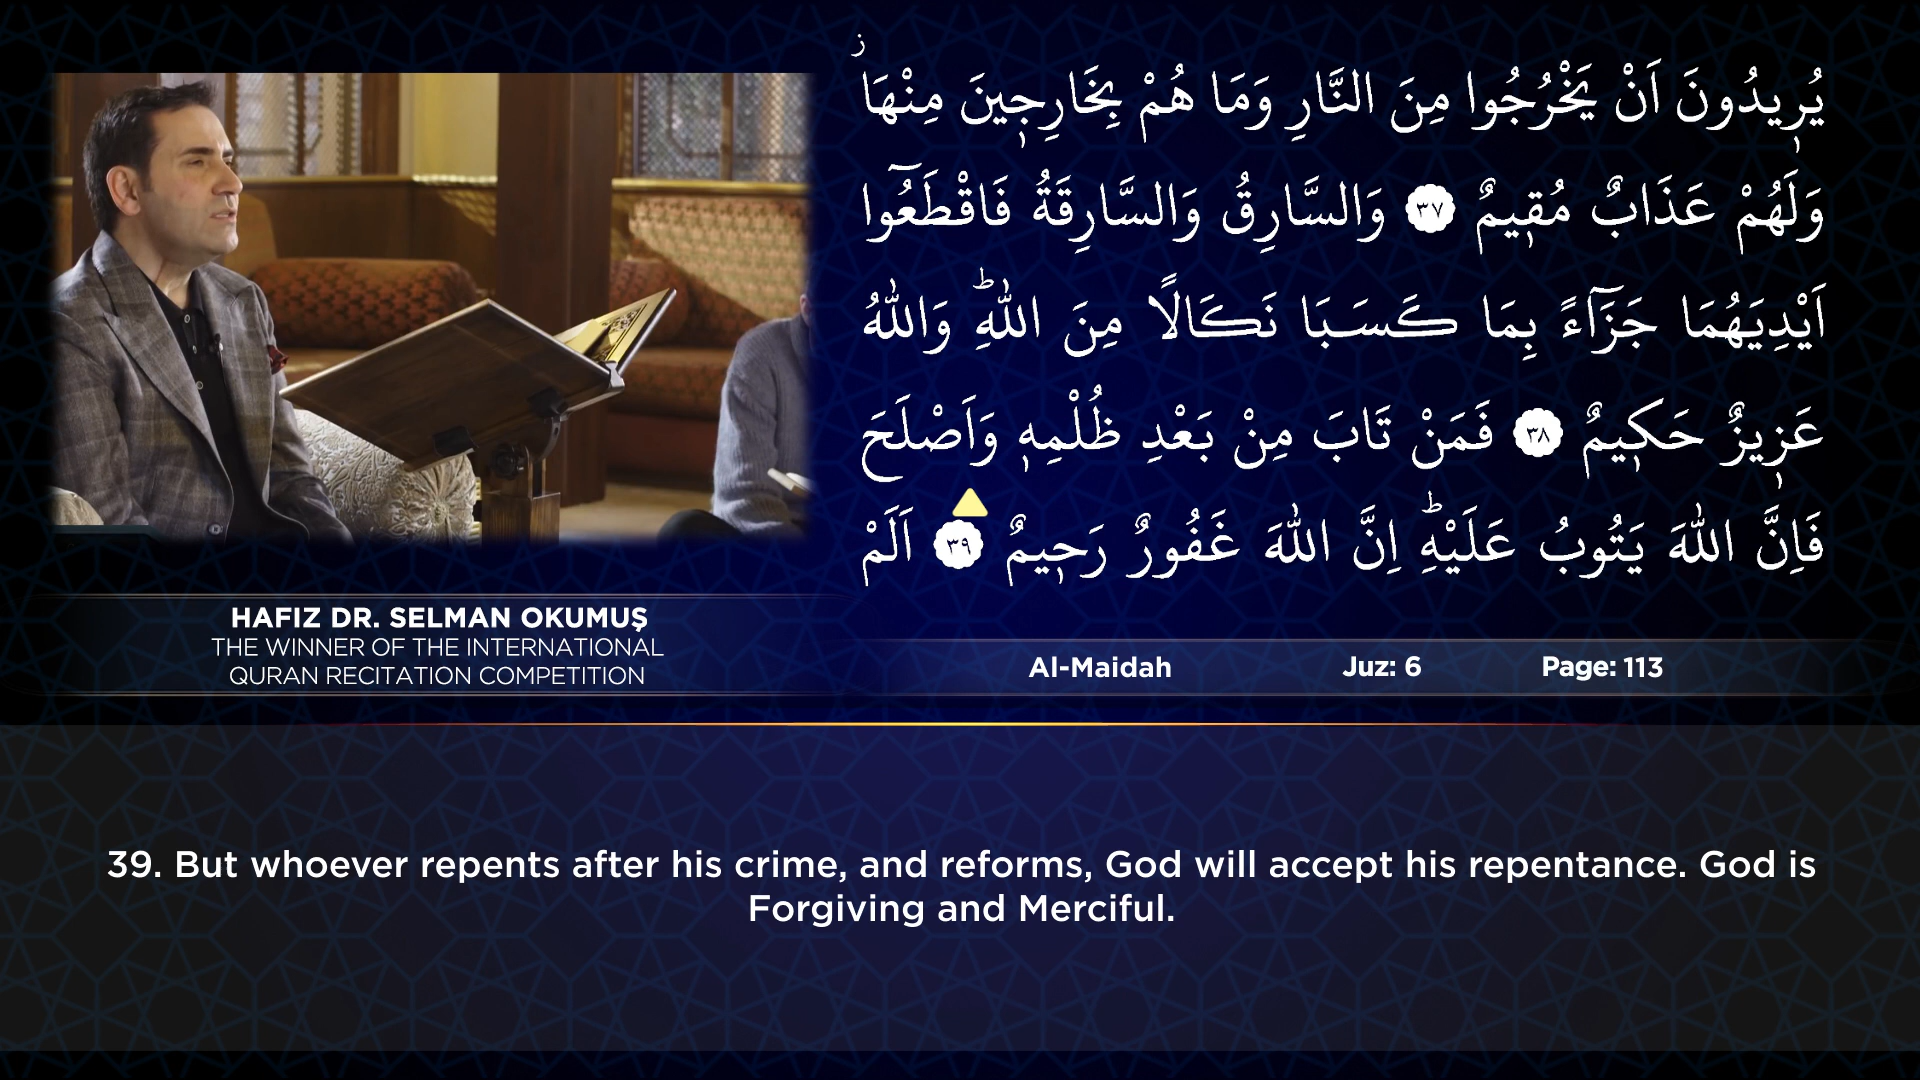 ز
يُرٖيدُونَ اَنْ يَخْرُجُوا مِنَ النَّارِ وَمَا هُمْ بِخَارِجٖينَ مِنْهَا
وَلَهُمْ عَذَابٌ مُقٖيمٌ ٣٧ وَالسَّارِقُ وَالسَّارِقَةُ فَاقْطَعُٓوا
اَيْدِيَهُمَا جَزَٓاءً بِمَا كَسَبَا نَكَالًا مِنَ اللّٰهِؕ وَاللّٰهُ
عَزٖيزٌ حَكٖيمٌ ٣٨ فَمَنْ تَابَ مِنْ بَعْدِ ظُلْمِهٖ وَاَصْلَحَ
فَاِنَّ اللّٰهَ يَتُوبُ عَلَيْهِؕ اِنَّ اللّٰهَ غَفُورٌ رَحٖيمٌ ٣٩ اَلَمْ
HAFIZ DR. SELMAN OKUMUŞ
THE WINNER OF THE INTERNATIONAL
QURAN RECITATION COMPETITION
Al-Maidah Juz: 6 Page: 113
39. But whoever repents after his crime, and reforms, God will accept his repentance. God is
Forgiving and Merciful.